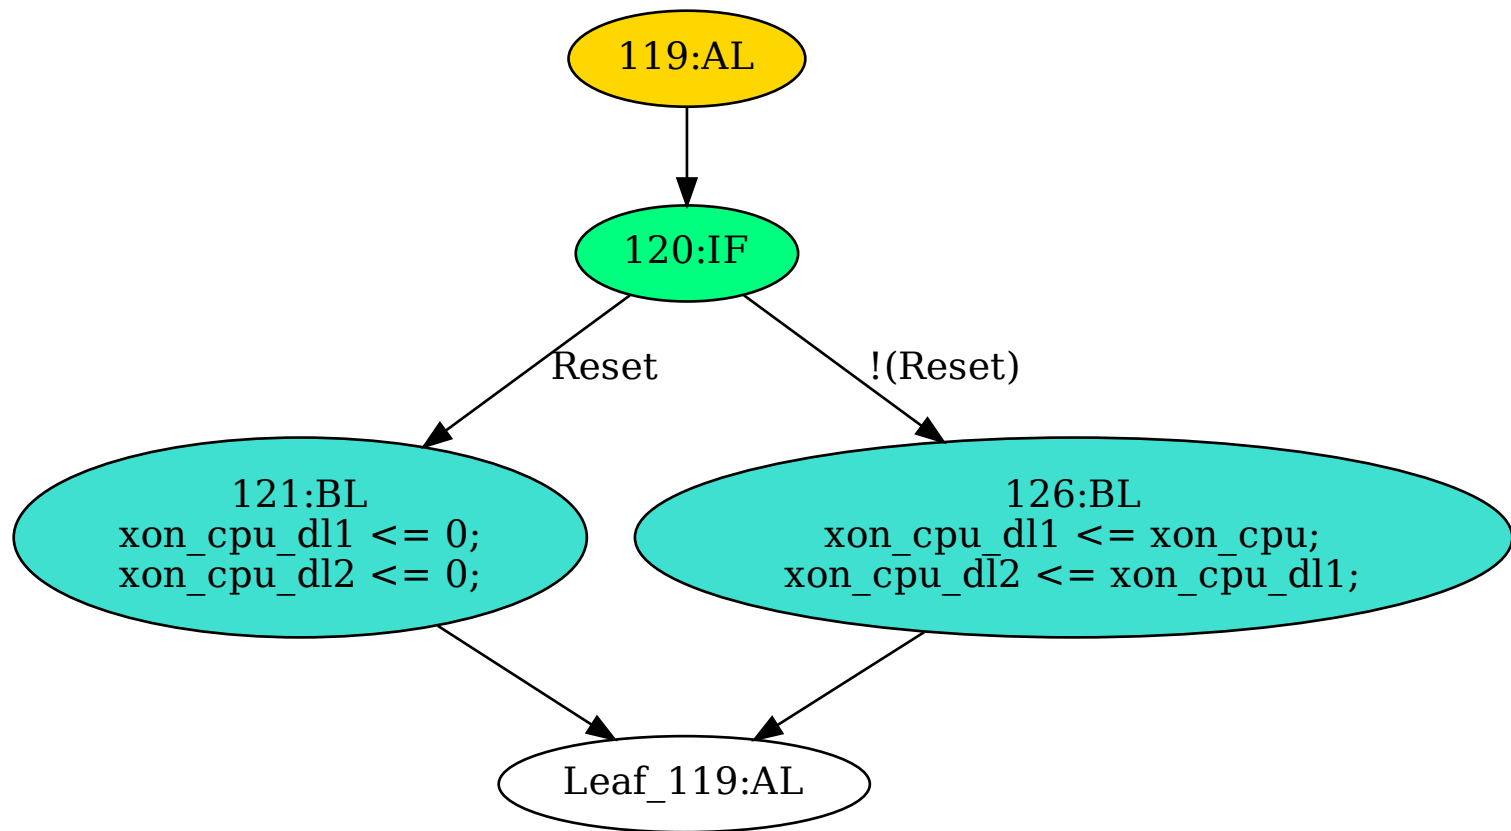 119:AL
120:IF
Reset
!(Reset)
121:BL
xon_cpu_dl1 <= 0;
xon_cpu_dl2 <= 0;
126:BL
xon_cpu_dl1 <= xon_cpu;
xon_cpu_dl2 <= xon_cpu_dl1;
Leaf_119:AL